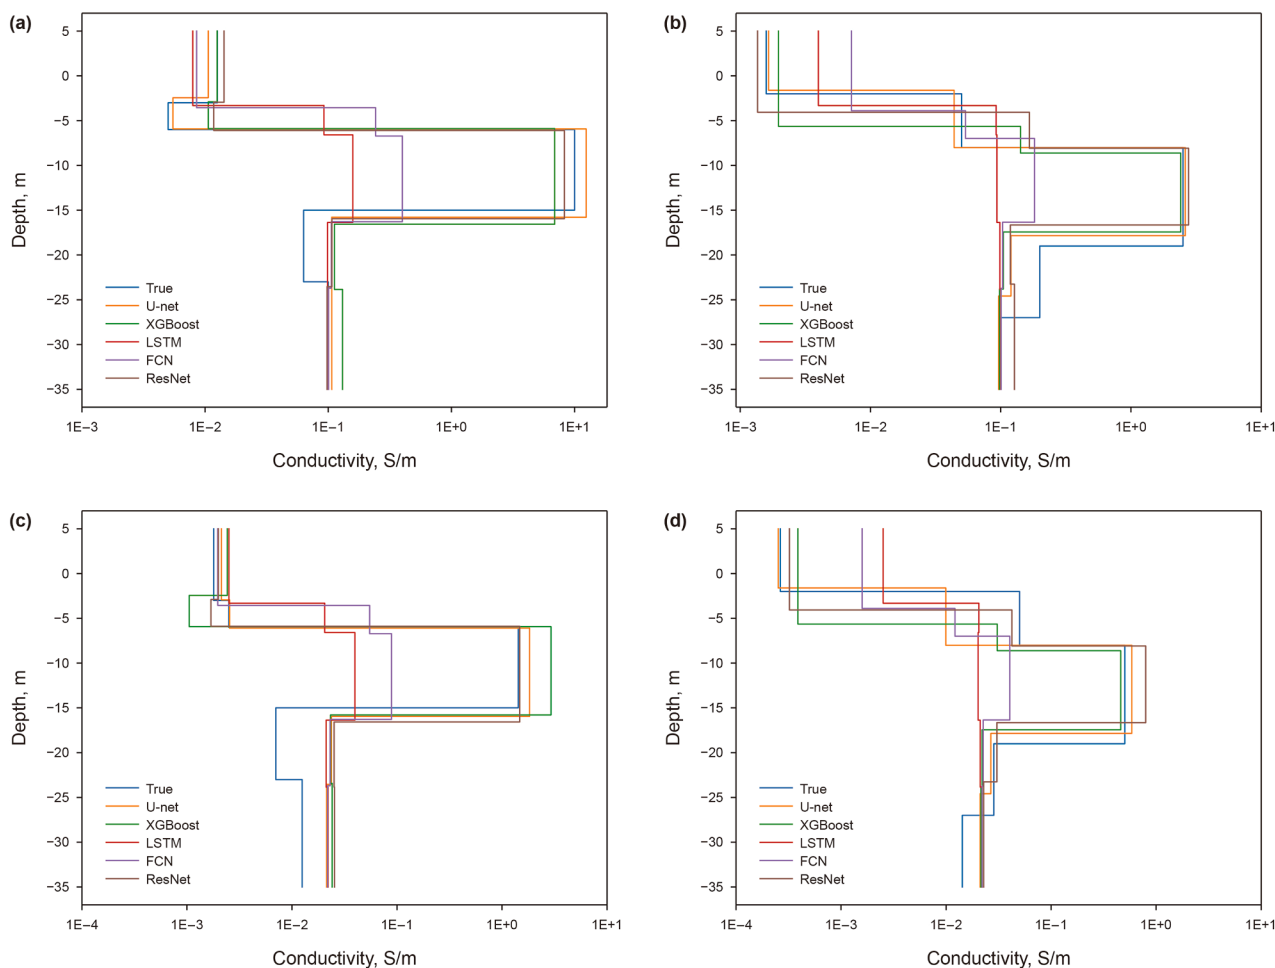 (a)
5
0
−5
−10
−15
−20
−25
−30
−35
Depth, m
True
U-net
XGBoost
LSTM
FCN
ResNet
1E−3
1E−2
1E−1
1E+0
1E+1
Conductivity, S/m
(b)
5
0
−5
−10
−15
−20
−25
−30
−35
Depth, m
True
U-net
XGBoost
LSTM
FCN
ResNet
1E−3
1E−2
1E−1
1E+0
1E+1
Conductivity, S/m
(c)
5
0
−5
−10
−15
−20
−25
−30
−35
Depth, m
True
U-net
XGBoost
LSTM
FCN
ResNet
1E−4
1E−3
1E−2
1E−1
1E+0
1E+1
Conductivity, S/m
(d)
5
0
−5
−10
−15
−20
−25
−30
−35
Depth, m
True
U-net
XGBoost
LSTM
FCN
ResNet
1E−4
1E−3
1E−2
1E−1
1E+0
1E+1
Conductivity, S/m